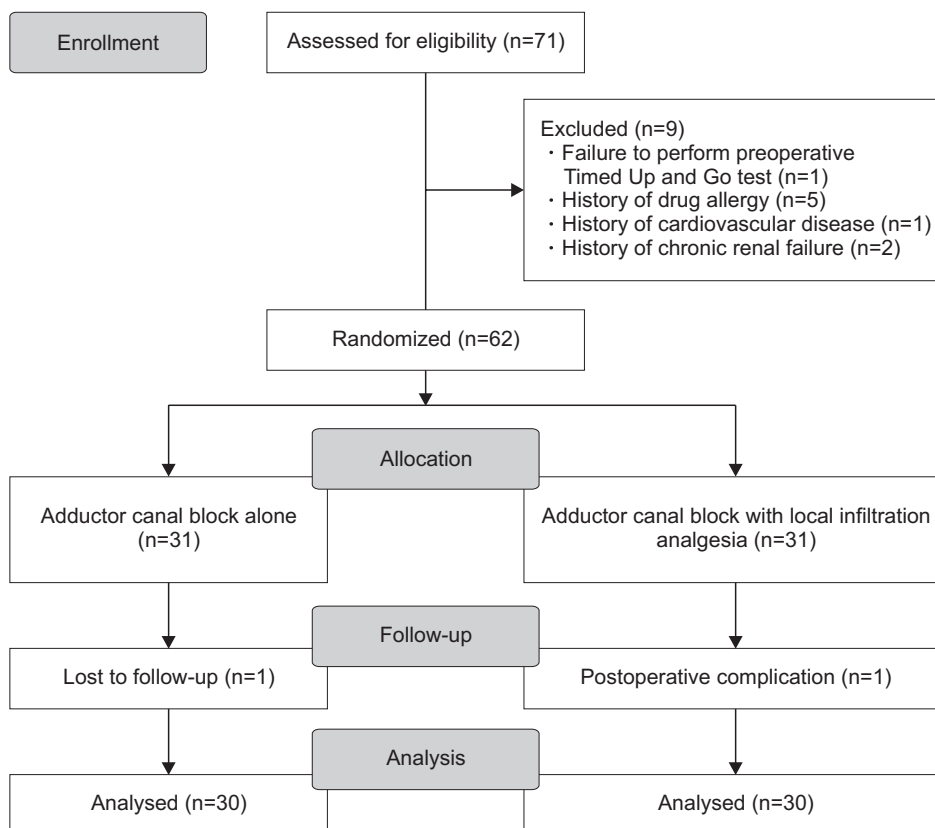 Enrollment
Assessed for eligibility (n=71)
Excluded (n=9)
· Failure to perform preoperative
Timed Up and Go test (n=1)
· History of drug allergy (n=5)
· History of cardiovascular disease (n=1)
· History of chronic renal failure (n=2)
Randomized (n=62)
Allocation
Adductor canal block alone
(n=31)
Adductor canal block with local infiltration
analgesia (n=31)
Follow-up
Lost to follow-up (n=1)
Postoperative complication (n=1)
Analysis
Analysed (n=30)
Analysed (n=30)